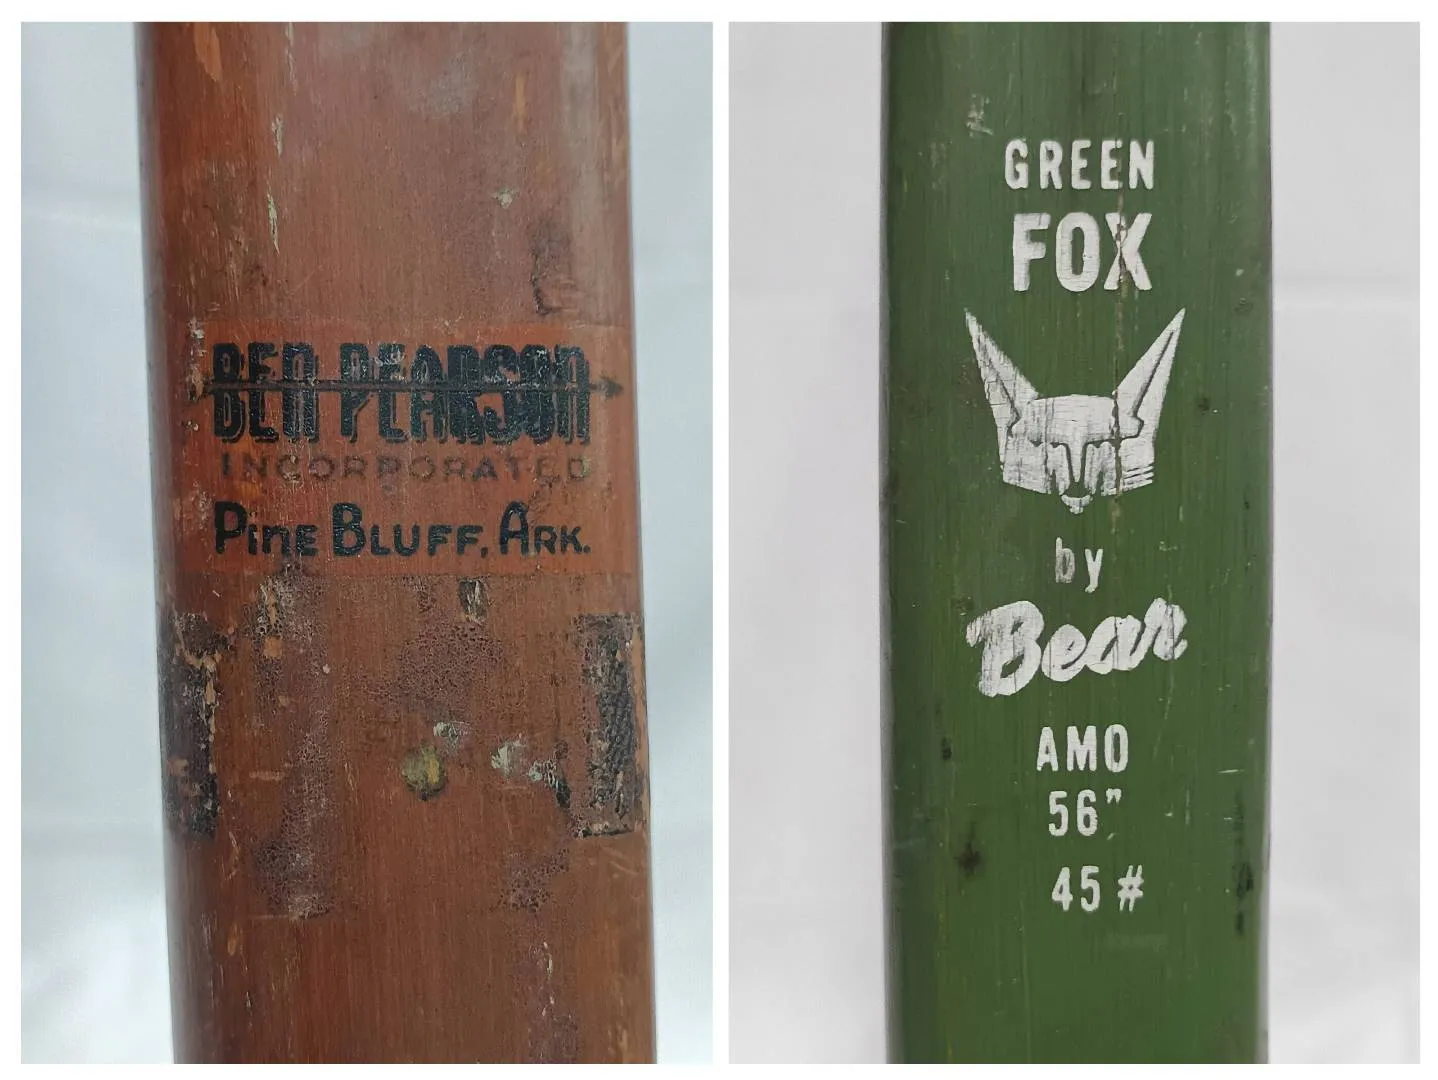 BEN PEARSON
INCORPORATED
PINE BLUFF, ARK.
GREEN
FOX
by
Bear
AMO
56"
45 #